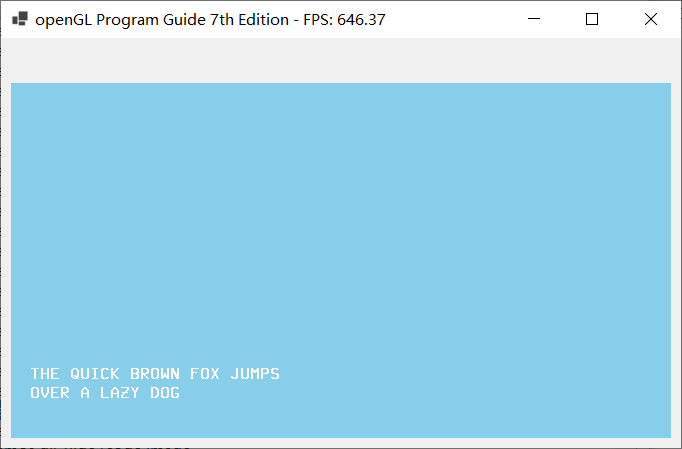 openGL Program Guide 7th Edition - FPS: 646.37
THE QUICK BROWN FOX JUMPS
OVER A LAZY DOG